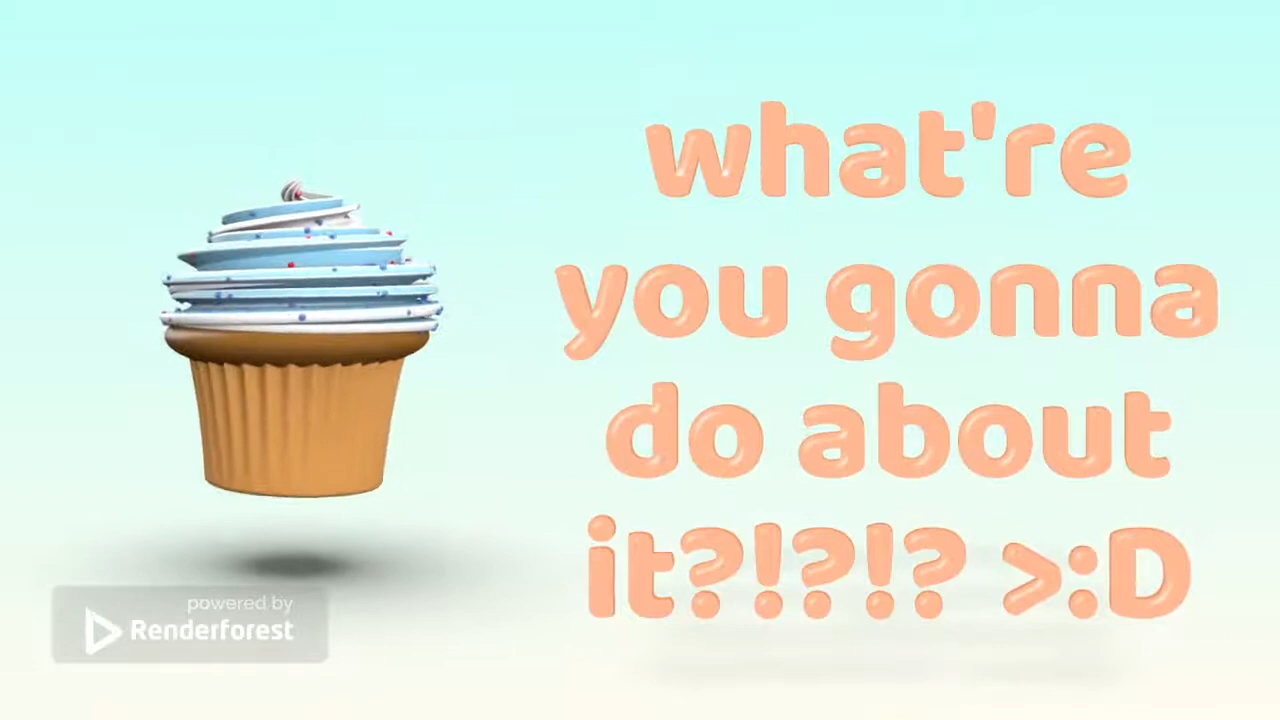 what're
you gonna
do about
it?!?!? >:D
powered by
Renderforest